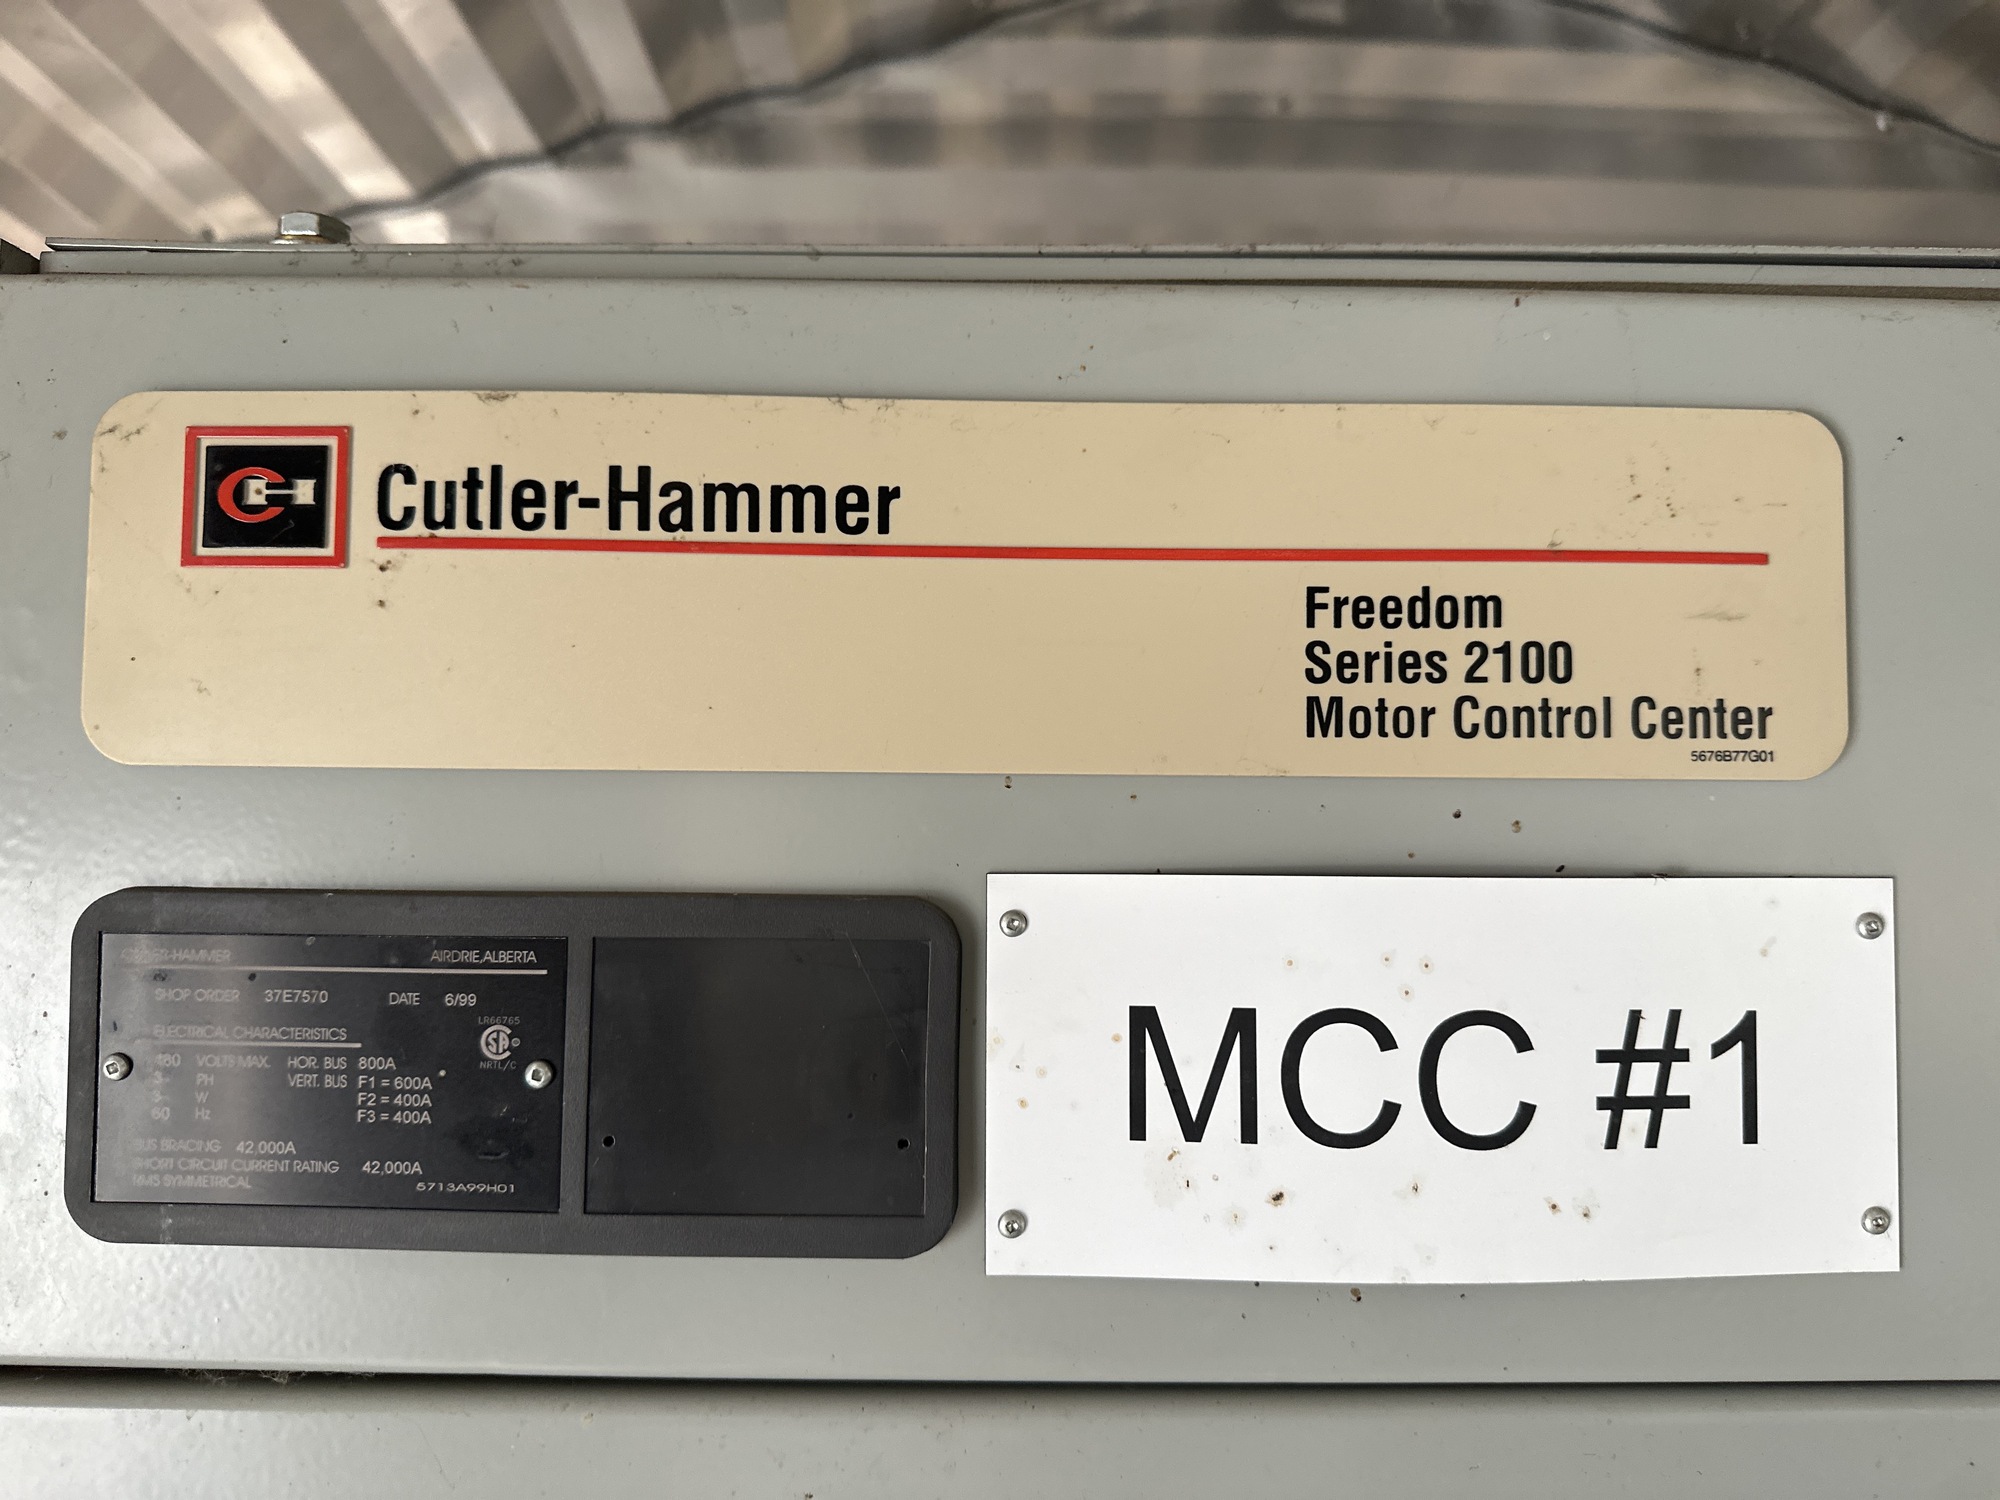 Cutler-Hammer
Freedom
Series 2100
Motor Control Center
5676B77G01
CUTLER-HAMMER AIRDRIE, ALBERTA
SHOP ORDER 37E7570 DATE 6/99
LR66765
ELECTRICAL CHARACTERISTICS
NRTL/C
480 VOLTS MAX. HOR. BUS 800A
3 PH VERT. BUS F1 = 600A
3 W F2 = 400A
60 Hz F3 = 400A
BUS BRACING 42,000A
SHORT CIRCUIT CURRENT RATING 42,000A
RMS SYMMETRICAL 5713A99H01
MCC #1